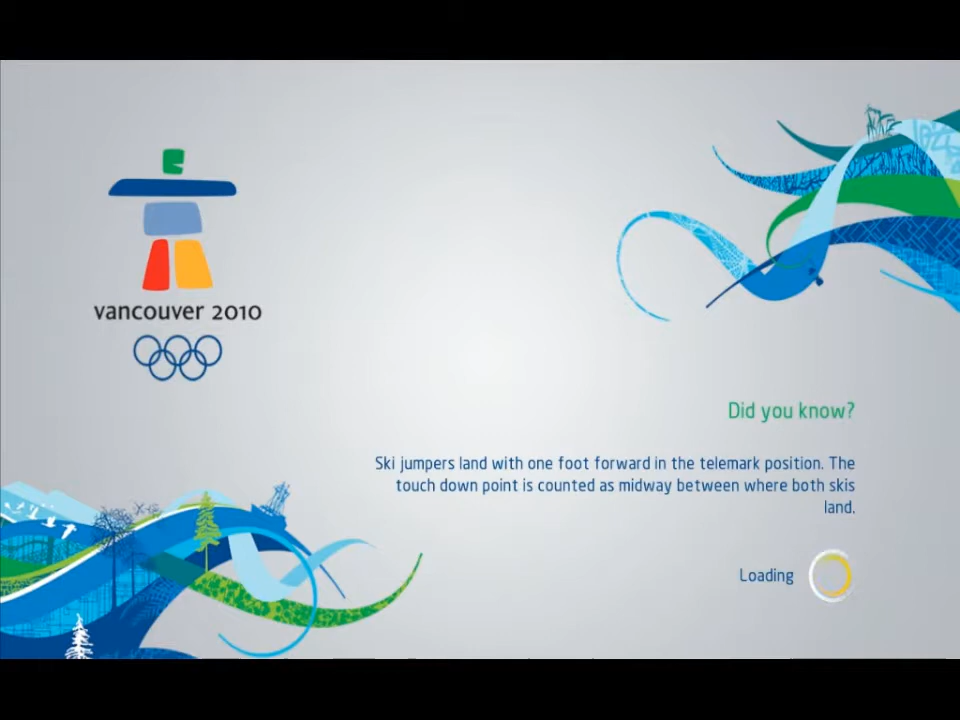 vancouver 2010
Did you know?
Ski jumpers land with one foot forward in the telemark position. The
touch down point is counted as midway between where both skis
land.
Loading